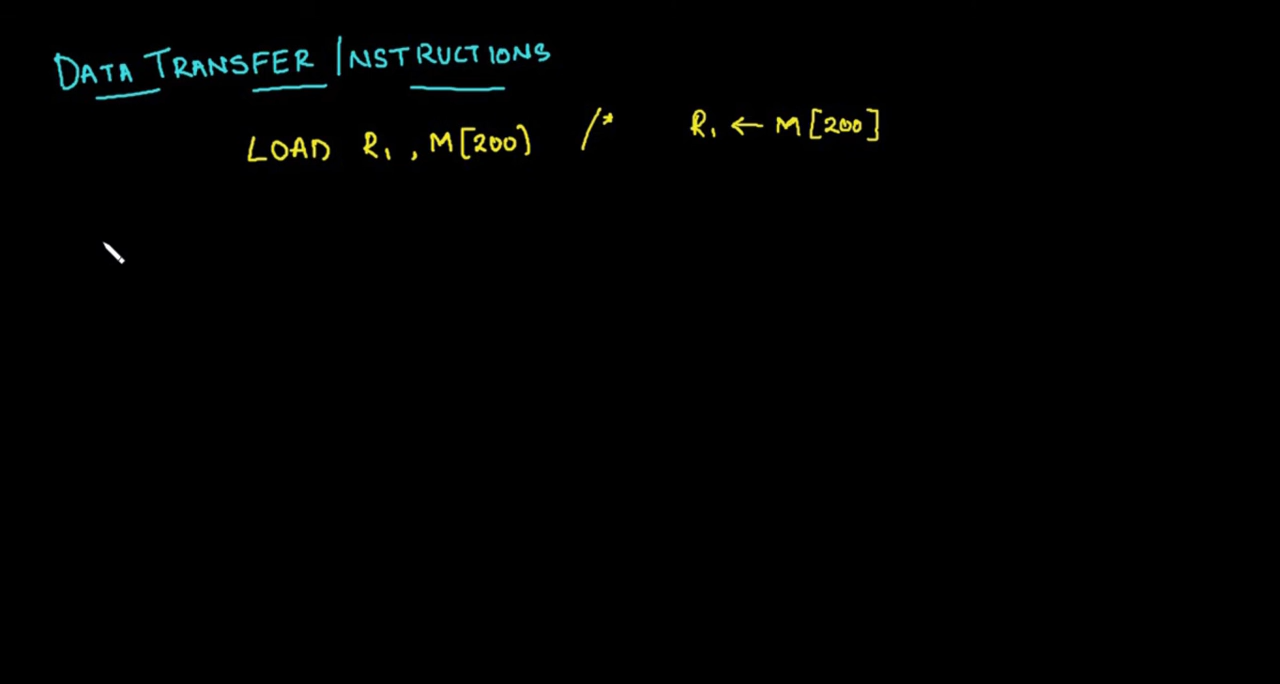 DATA TRANSFER INSTRUCTIONS
LOAD R₁, M[200] /* R₁ ← M[200]